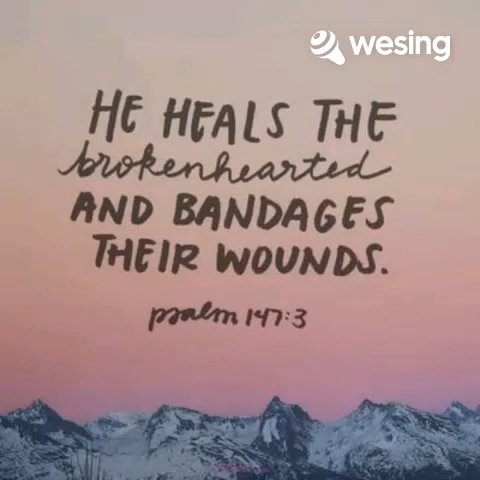 wesing
HE HEALS THE
brokenhearted
AND BANDAGES
THEIR WOUNDS.
psalm 147:3